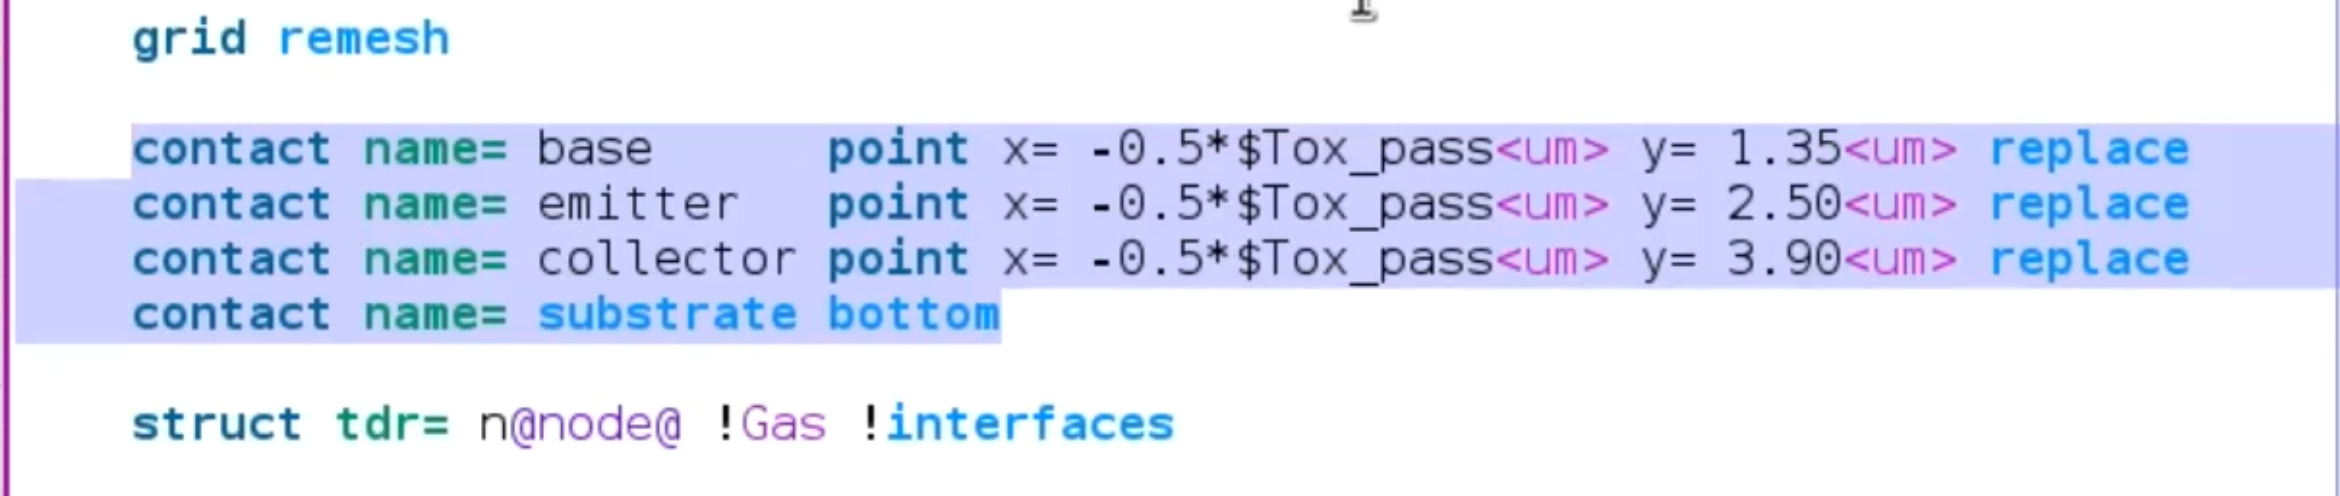 grid remesh
contact name= base point x= -0.5*$Tox_pass<um> y= 1.35<um> replace
contact name= emitter point x= -0.5*$Tox_pass<um> y= 2.50<um> replace
contact name= collector point x= -0.5*$Tox_pass<um> y= 3.90<um> replace
contact name= substrate bottom
struct tdr= n@node@ !Gas !interfaces